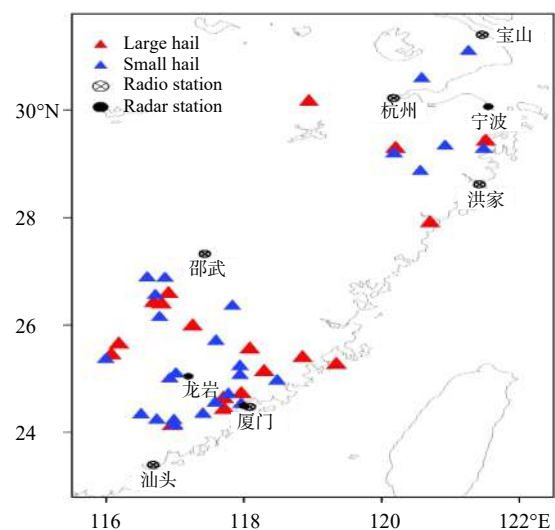 Large hail
Small hail
Radio station
Radar station
宝山
30°N
杭州
宁波
28
洪家
邵武
26
龙岩
厦门
24
汕头
116
118
120
122°E